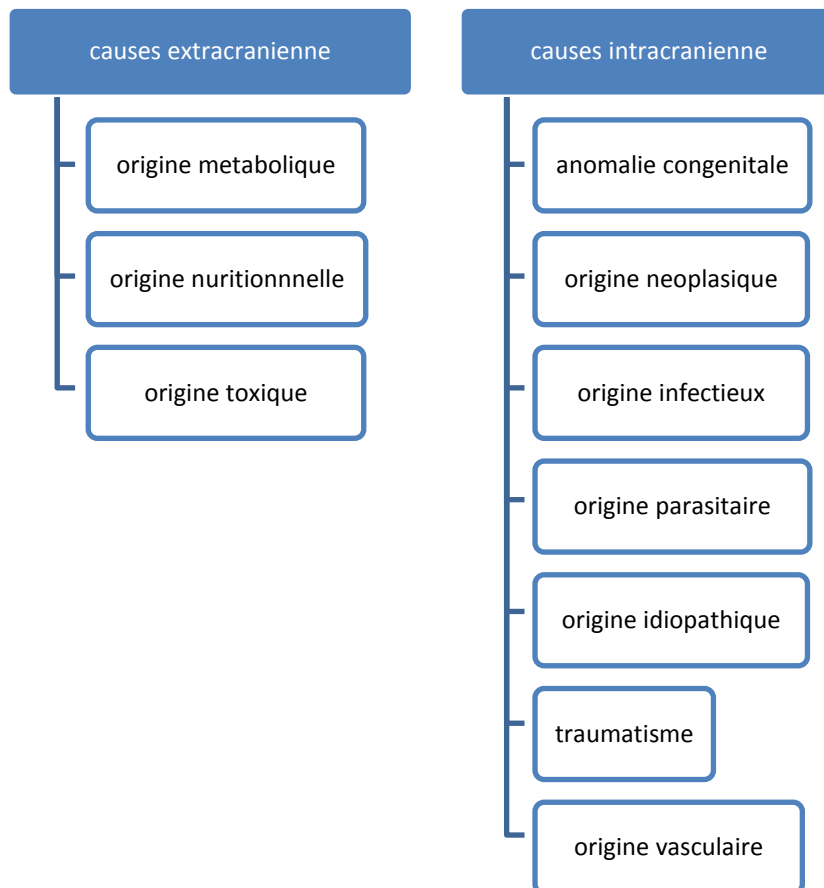 causes extracranienne
origine metabolique
origine nuritionnnelle
origine toxique
causes intracranienne
anomalie congenitale
origine neoplasique
origine infectieux
origine parasitaire
origine idiopathique
traumatisme
origine vasculaire